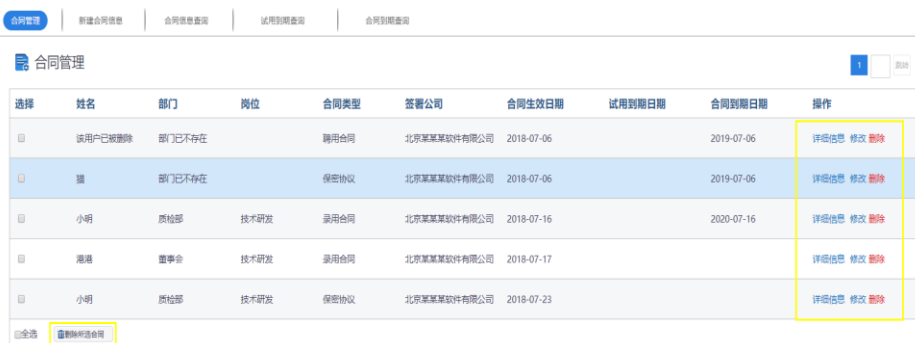 合同管理 新建合同信息 合同信息查询 试用到期查询 合同到期查询
合同管理 1 跳转
选择 姓名 部门 岗位 合同类型 签署公司 合同生效日期 试用到期日期 合同到期日期 操作
该用户已被删除 部门已不存在 聘用合同 北京某某某软件有限公司 2018-07-06 2019-07-06 详细信息 修改 删除
猫 部门已不存在 保密协议 北京某某某软件有限公司 2018-07-06 2019-07-06 详细信息 修改 删除
小明 质检部 技术研发 录用合同 北京某某某软件有限公司 2018-07-16 2020-07-16 详细信息 修改 删除
港港 董事会 技术研发 录用合同 北京某某某软件有限公司 2018-07-17 详细信息 修改 删除
小明 质检部 技术研发 保密协议 北京某某某软件有限公司 2018-07-23 详细信息 修改 删除
全选 删除所选合同